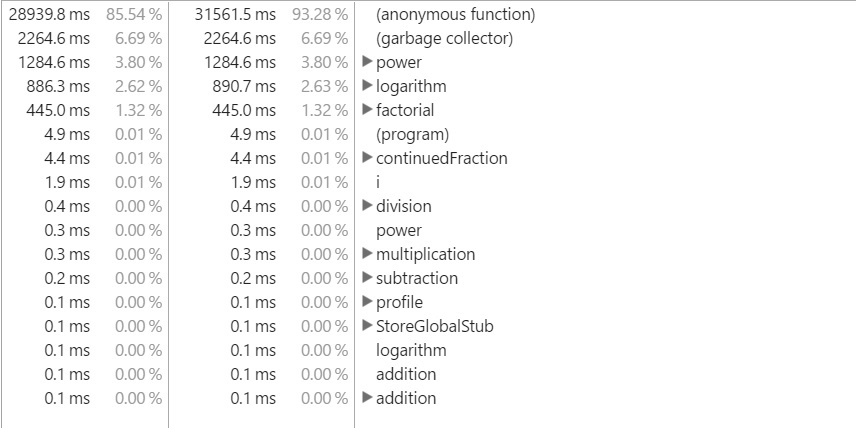 28939.8 ms 85.54 % 31561.5 ms 93.28 % (anonymous function)
2264.6 ms 6.69 % 2264.6 ms 6.69 % (garbage collector)
1284.6 ms 3.80 % 1284.6 ms 3.80 % power
886.3 ms 2.62 % 890.7 ms 2.63 % logarithm
445.0 ms 1.32 % 445.0 ms 1.32 % factorial
4.9 ms 0.01 % 4.9 ms 0.01 % (program)
4.4 ms 0.01 % 4.4 ms 0.01 % continuedFraction
1.9 ms 0.01 % 1.9 ms 0.01 % i
0.4 ms 0.00 % 0.4 ms 0.00 % division
0.3 ms 0.00 % 0.3 ms 0.00 % power
0.3 ms 0.00 % 0.3 ms 0.00 % multiplication
0.2 ms 0.00 % 0.2 ms 0.00 % subtraction
0.1 ms 0.00 % 0.1 ms 0.00 % profile
0.1 ms 0.00 % 0.1 ms 0.00 % StoreGlobalStub
0.1 ms 0.00 % 0.1 ms 0.00 % logarithm
0.1 ms 0.00 % 0.1 ms 0.00 % addition
0.1 ms 0.00 % 0.1 ms 0.00 % addition